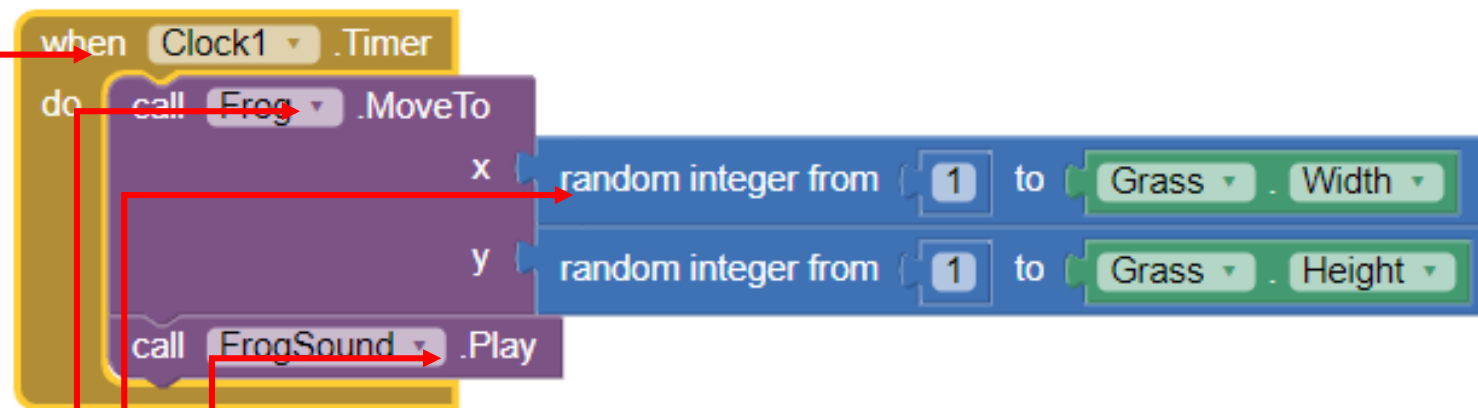 when Clock1 .Timer
do call Frog .MoveTo
x random integer from 1 to Grass . Width
y random integer from 1 to Grass . Height
call FrogSound .Play